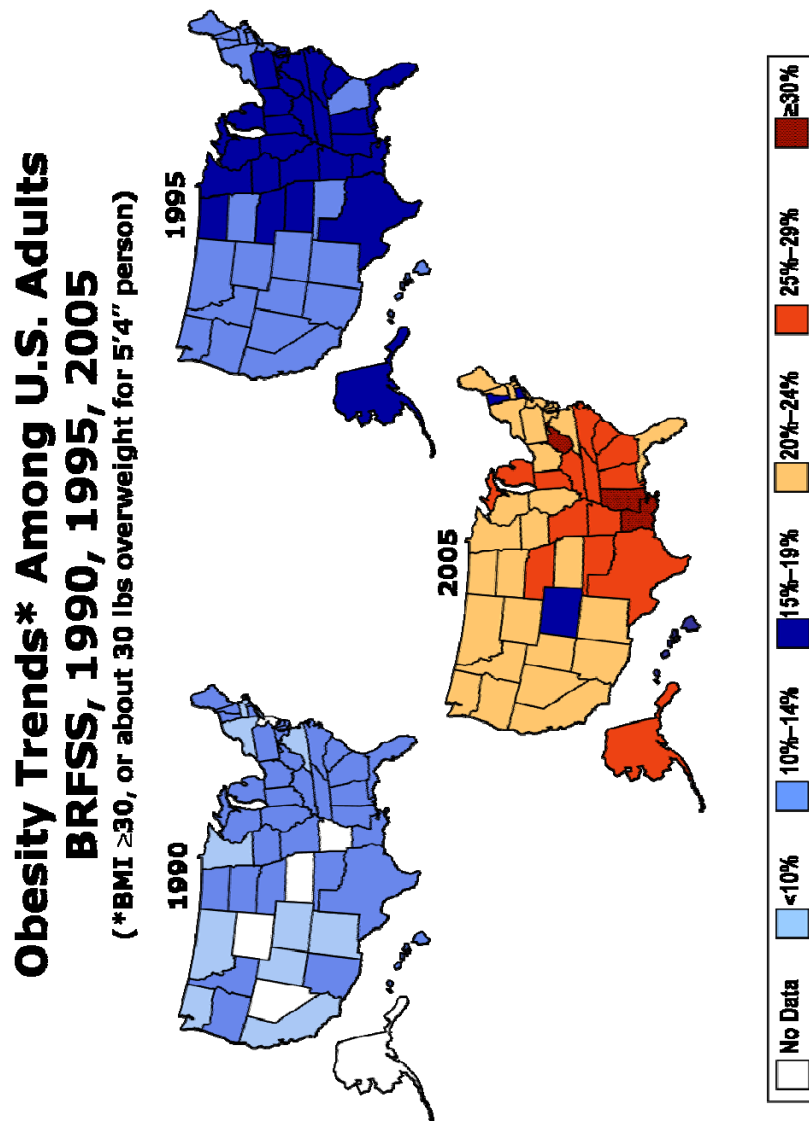 Obesity Trends* Among U.S. Adults
BRFSS, 1990, 1995, 2005
(*BMI ≥30, or about 30 lbs overweight for 5’4” person)
1990
1995
2005
No Data
<10%
10%–14%
15%–19%
20%–24%
25%–29%
≥30%